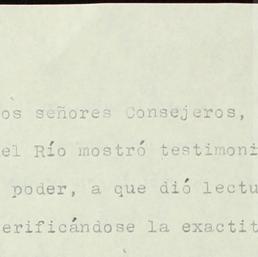 os señores Consejeros,
el Río mostró testimoni
poder, a que dió lectu
erificándose la exactit